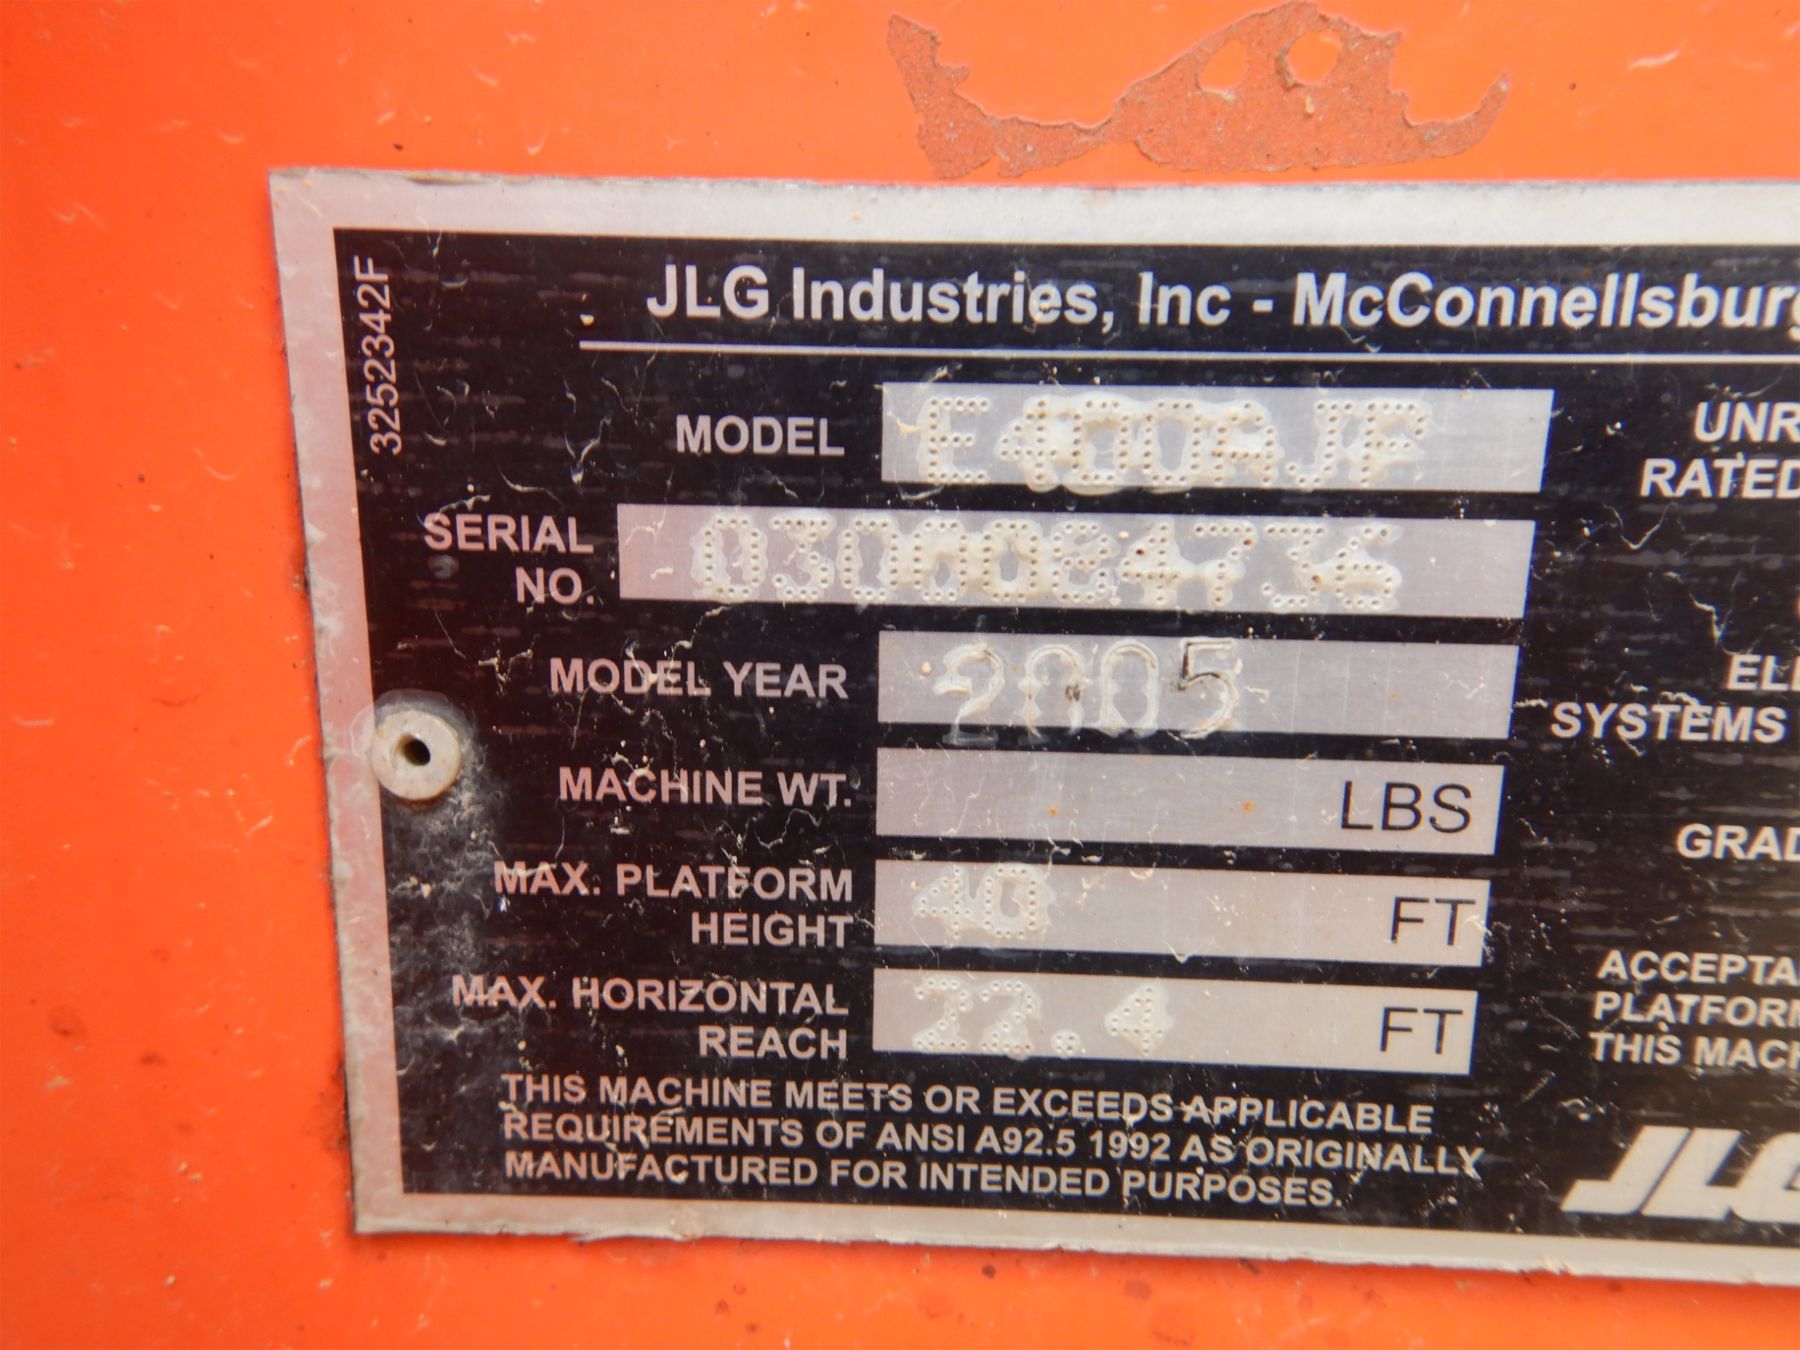 JLG Industries, Inc - McConnellsburg
3252342F
MODEL E400AJP
SERIAL NO. 0300084736
MODEL YEAR 2005
MACHINE WT. LBS
MAX. PLATFORM HEIGHT 40 FT
MAX. HORIZONTAL REACH 22.4 FT
THIS MACHINE MEETS OR EXCEEDS APPLICABLE
REQUIREMENTS OF ANSI A92.5 1992 AS ORIGINALLY
MANUFACTURED FOR INTENDED PURPOSES.
UNR
RATED
ELE
SYSTEMS
GRAD
ACCEPTA
PLATFORM
THIS MACH
JLG